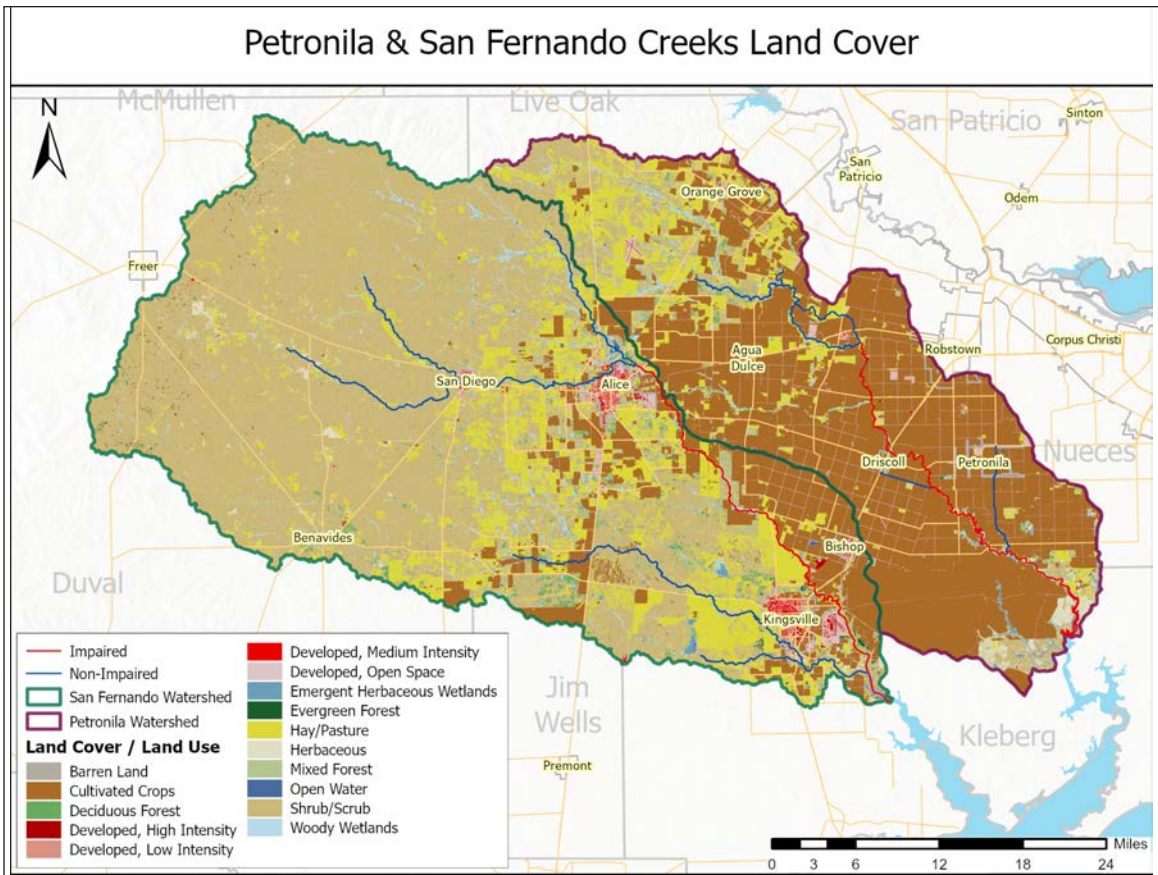 Petronila & San Fernando Creeks Land Cover
N
McMullen
Live Oak
San Patricio
Sinton
San
Patricio
Orange Grove
Odem
Freer
Corpus Christi
Robstown
Agua
Dulce
San Diego
Alice
Nueces
Driscoll
Petronila
Benavides
Bishop
Duval
Kingsville
Jim
Wells
Kleberg
Premont
Impaired
Non-Impaired
San Fernando Watershed
Petronila Watershed
Land Cover / Land Use
Barren Land
Cultivated Crops
Deciduous Forest
Developed, High Intensity
Developed, Low Intensity
Developed, Medium Intensity
Developed, Open Space
Emergent Herbaceous Wetlands
Evergreen Forest
Hay/Pasture
Herbaceous
Mixed Forest
Open Water
Shrub/Scrub
Woody Wetlands
Miles
0 3 6 12 18 24